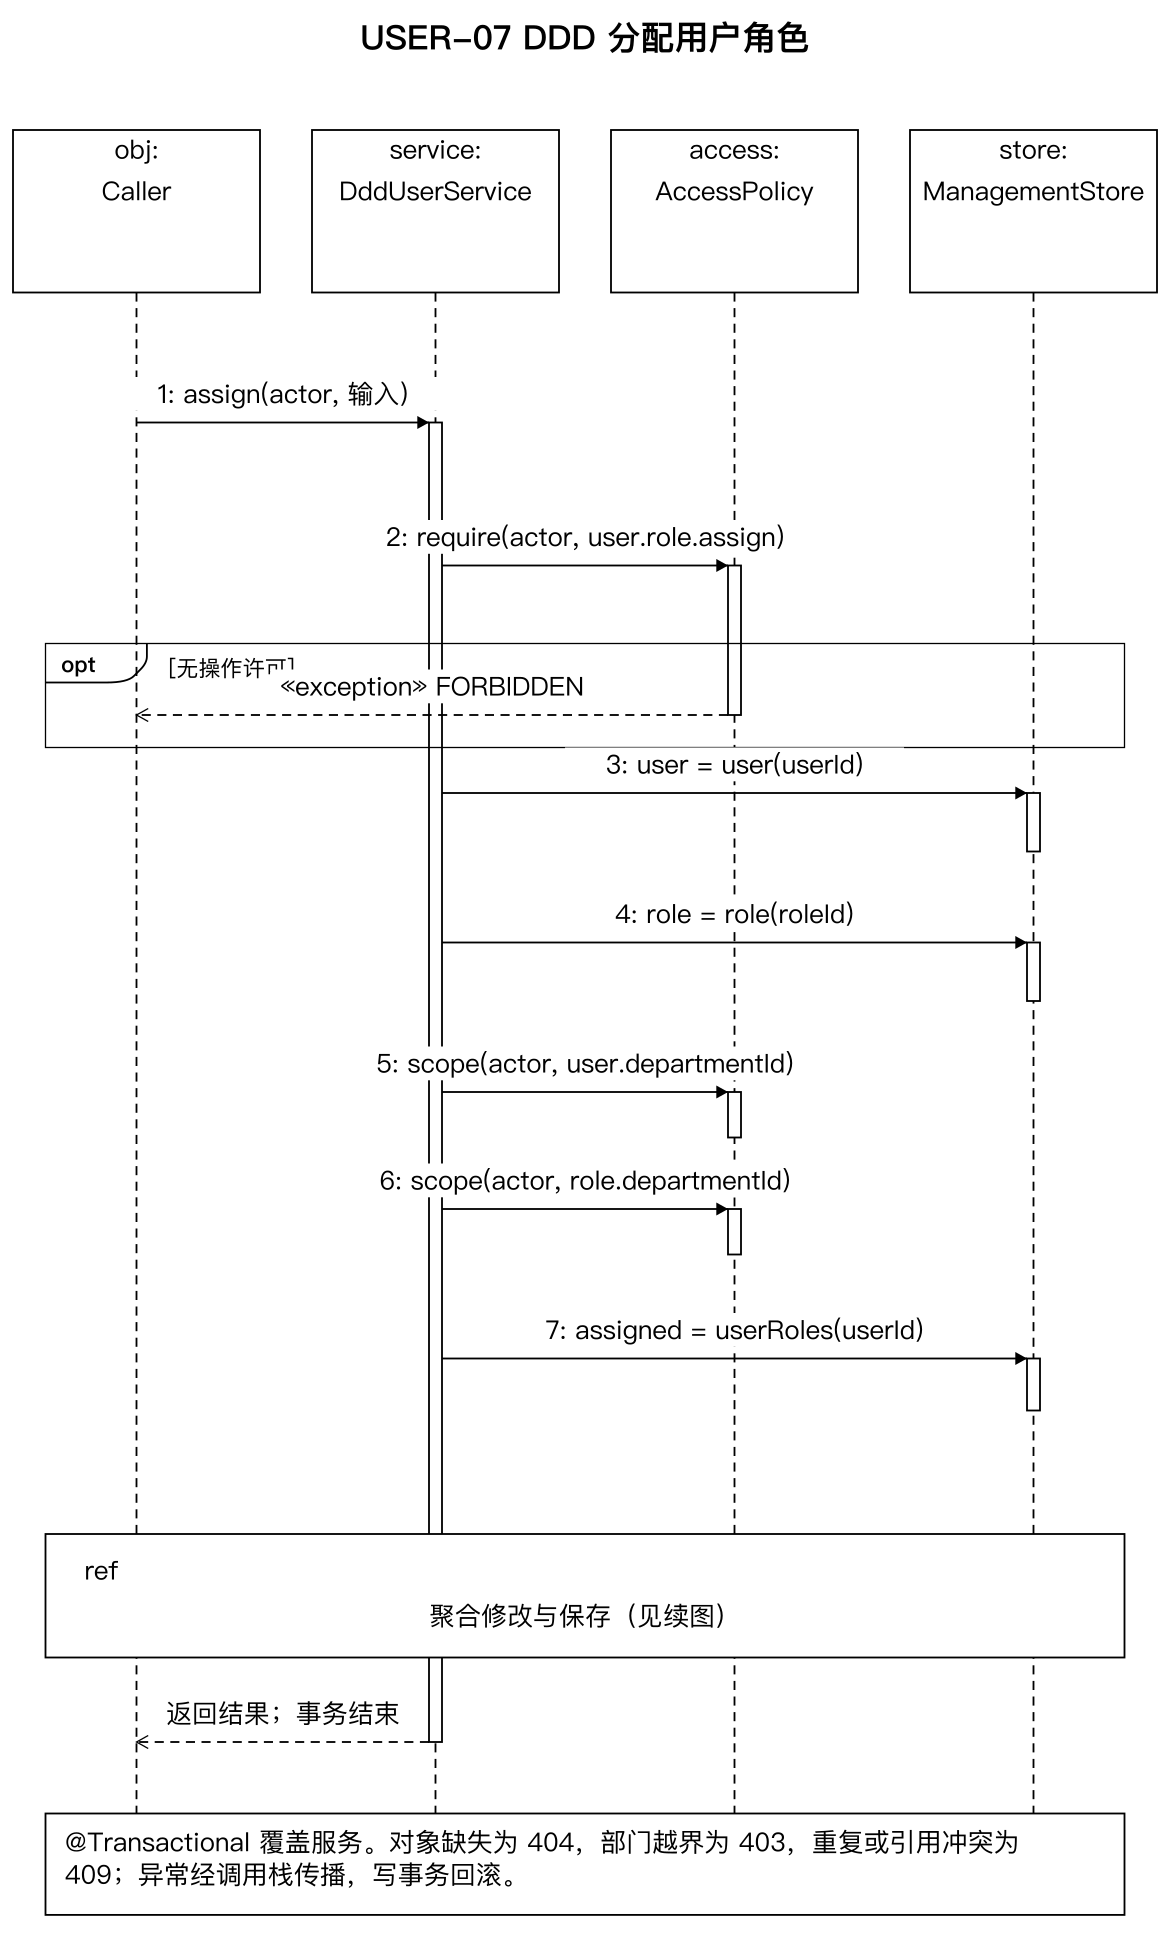 USER-07 DDD 分配用户角色
obj:
Caller
service:
DddUserService
access:
AccessPolicy
store:
ManagementStore
1: assign(actor, 输入)
2: require(actor, user.role.assign)
opt
[无操作许可]
«exception» FORBIDDEN
3: user = user(userId)
4: role = role(roleId)
5: scope(actor, user.departmentId)
6: scope(actor, role.departmentId)
7: assigned = userRoles(userId)
ref
聚合修改与保存（见续图）
返回结果；事务结束
@Transactional 覆盖服务。对象缺失为 404，部门越界为 403，重复或引用冲突为
409；异常经调用栈传播，写事务回滚。